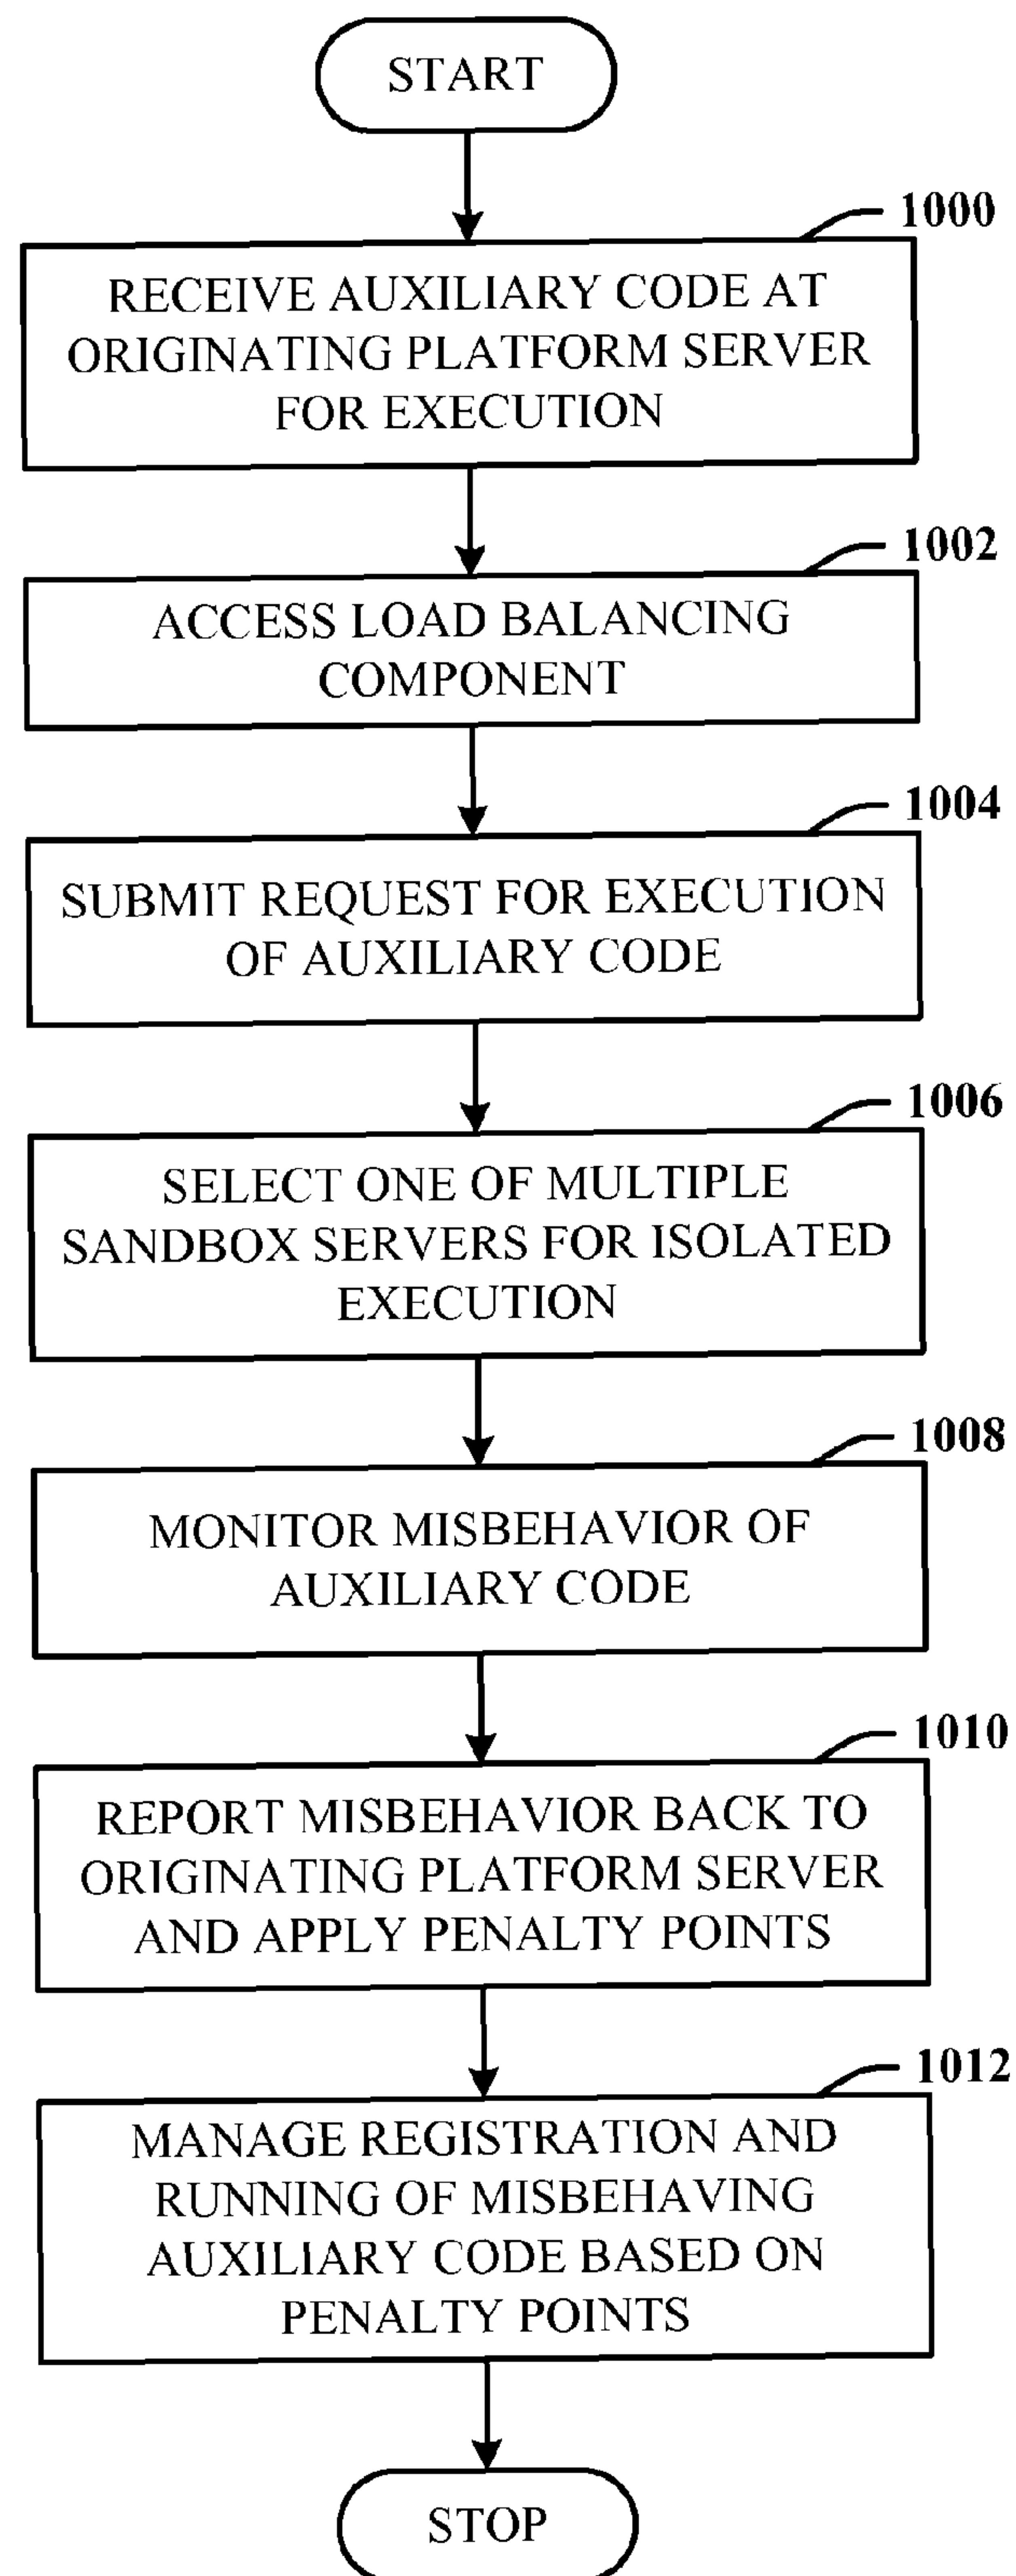 START
1000
RECEIVE AUXILIARY CODE AT
ORIGINATING PLATFORM SERVER
FOR EXECUTION
1002
ACCESS LOAD BALANCING
COMPONENT
1004
SUBMIT REQUEST FOR EXECUTION
OF AUXILIARY CODE
1006
SELECT ONE OF MULTIPLE
SANDBOX SERVERS FOR ISOLATED
EXECUTION
1008
MONITOR MISBEHAVIOR OF
AUXILIARY CODE
1010
REPORT MISBEHAVIOR BACK TO
ORIGINATING PLATFORM SERVER
AND APPLY PENALTY POINTS
1012
MANAGE REGISTRATION AND
RUNNING OF MISBEHAVING
AUXILIARY CODE BASED ON
PENALTY POINTS
STOP